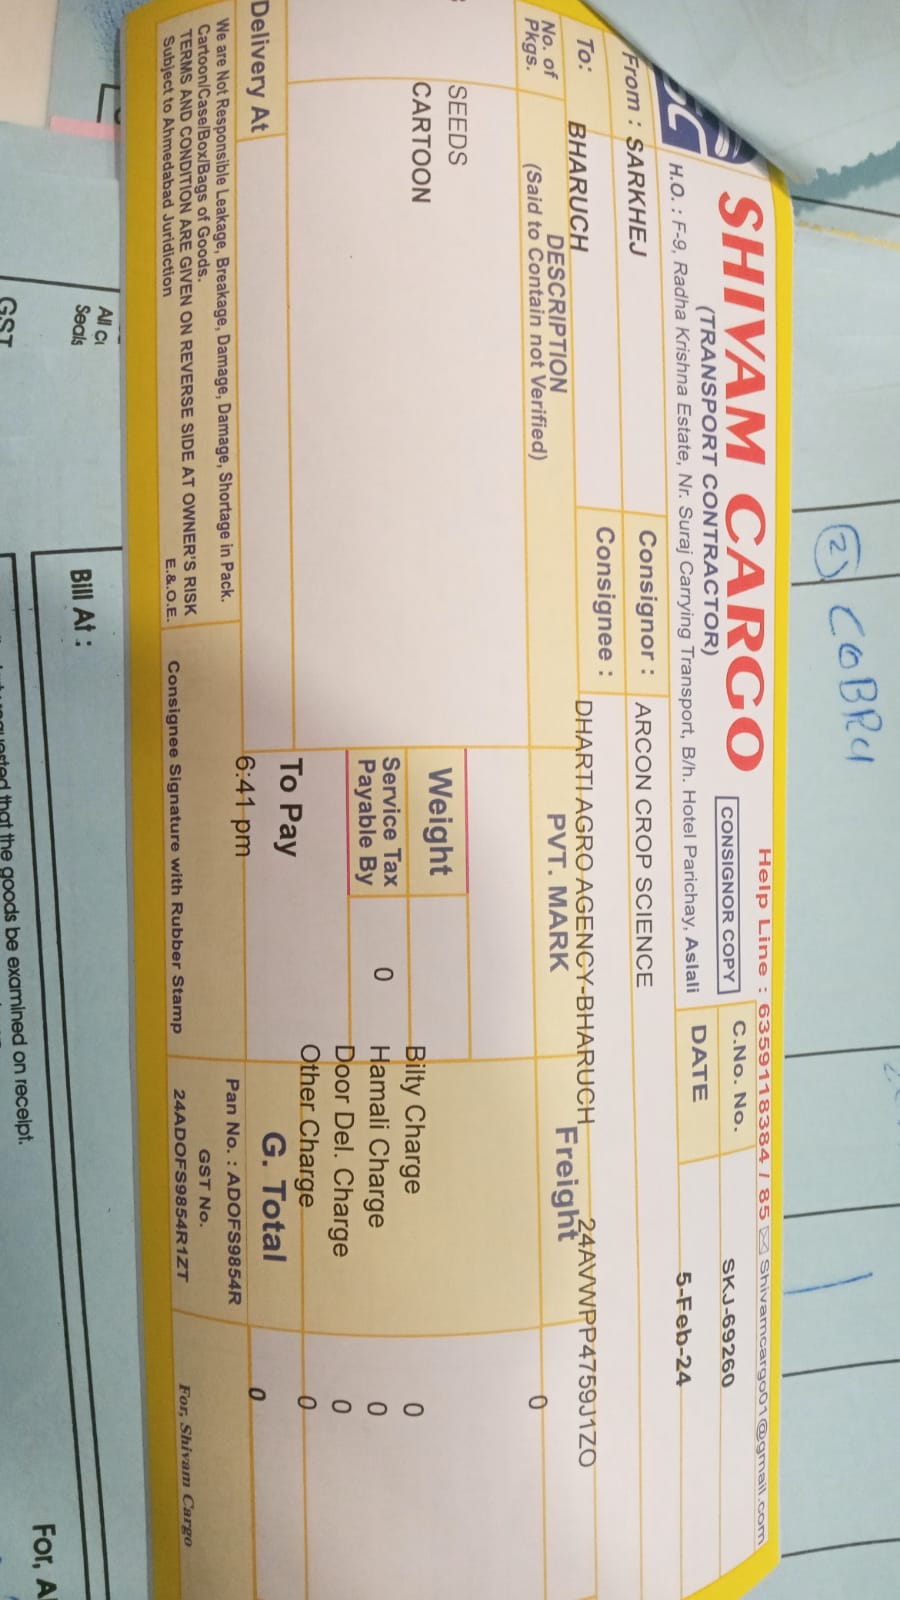 2 COBRA
SHIVAM CARGO
(TRANSPORT CONTRACTOR)
H.O. : F-9, Radha Krishna Estate, Nr. Suraj Carrying Transport, B/h. Hotel Parichay, Aslali
CONSIGNOR COPY
Help Line : 6359118384 / 85 Shivamcargo01@gmail.com
C.No. No. SKJ-69260
DATE 5-Feb-24
SC
From : SARKHEJ
Consignor : ARCON CROP SCIENCE
To: BHARUCH
Consignee : DHARTI AGRO AGENCY-BHARUCH 24AVWPP4759J1ZO
No. of Pkgs.
DESCRIPTION
(Said to Contain not Verified)
PVT. MARK
Freight 0
SEEDS
CARTOON
Weight
Service Tax
Payable By 0
Bilty Charge 0
Hamali Charge 0
Door Del. Charge 0
Other Charge 0
To Pay
6:41 pm
G. Total 0
Delivery At
We are Not Responsible Leakage, Breakage, Damage, Damage, Shortage in Pack.
Cartoon/Case/Box/Bags of Goods.
TERMS AND CONDITION ARE GIVEN ON REVERSE SIDE AT OWNER'S RISK
Subject to Ahmedabad Juridiction E.&.O.E.
Consignee Signature with Rubber Stamp
Pan No. : ADOFS9854R
GST No.
24ADOFS9854R1ZT
For, Shivam Cargo
All
Seals
Bill At :
GST
that the goods be examined on receipt.
For,